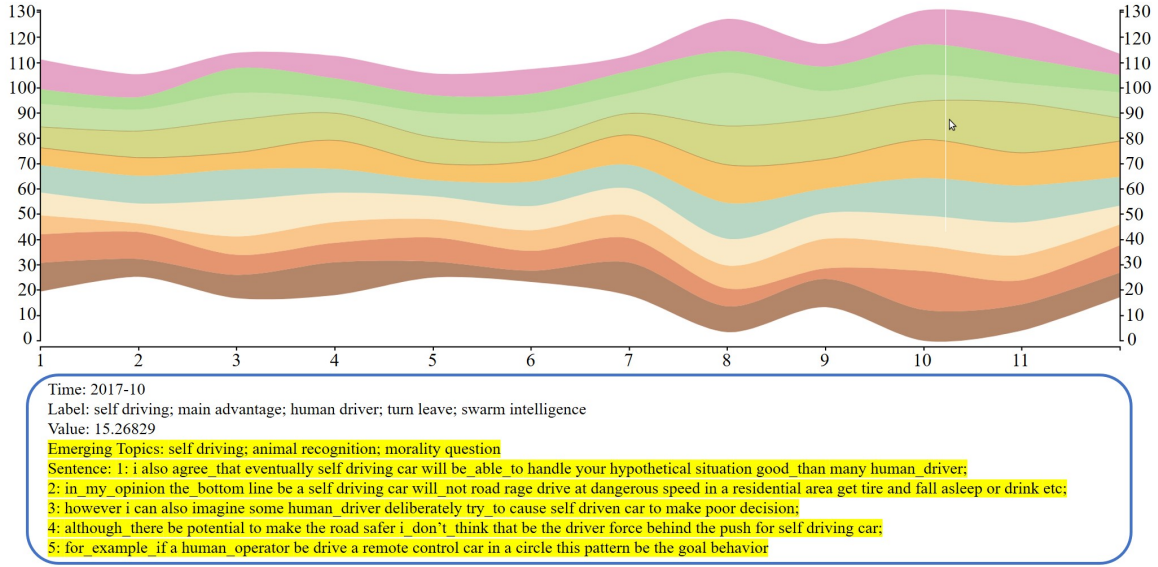 130
120
110
100
90
80
70
60
50
40
30
20
10
0
130
120
110
100
90
80
70
60
50
40
30
20
10
0
1 2 3 4 5 6 7 8 9 10 11
Time: 2017-10
Label: self driving; main advantage; human driver; turn leave; swarm intelligence
Value: 15.26829
Emerging Topics: self driving; animal recognition; morality question
Sentence: 1: i also agree_that eventually self driving car will be_able_to handle your hypothetical situation good_than many human_driver;
2: in_my_opinion the_bottom line be a self driving car will_not road rage drive at dangerous speed in a residential area get tire and fall asleep or drink etc;
3: however i can also imagine some human_driver deliberately try_to cause self driven car to make poor decision;
4: although_there be potential to make the road safer i_don’t_think that be the driver force behind the push for self driving car;
5: for_example_if a human_operator be drive a remote control car in a circle this pattern be the goal behavior